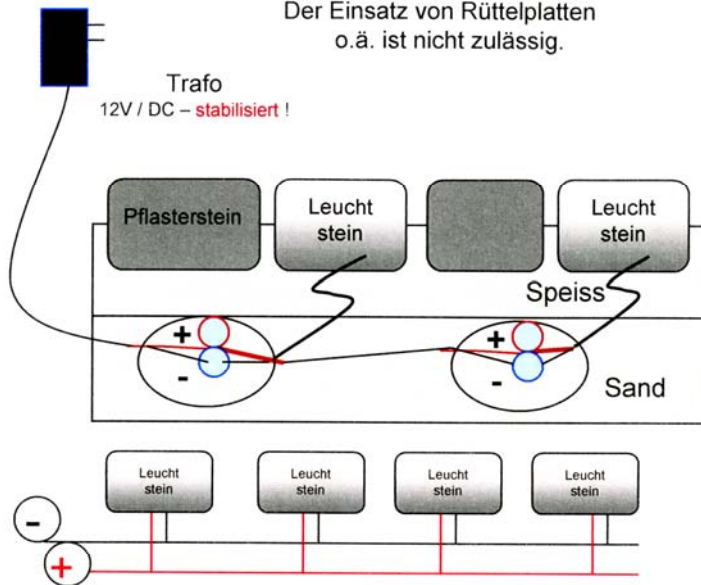 Der Einsatz von Rüttelplatten
o.ä. ist nicht zulässig.
Trafo
12V / DC – stabilisiert !
Pflasterstein
Leucht
stein
Leucht
stein
Speiss
+
-
+
-
Sand
Leucht
stein
Leucht
stein
Leucht
stein
Leucht
stein
-
+